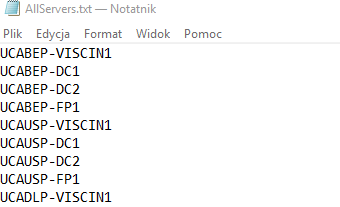 AllServers.txt — Notatnik
Plik Edycja Format Widok Pomoc
UCABEP-VISCIN1
UCABEP-DC1
UCABEP-DC2
UCABEP-FP1
UCAUSP-VISCIN1
UCAUSP-DC1
UCAUSP-DC2
UCAUSP-FP1
UCADLP-VISCIN1